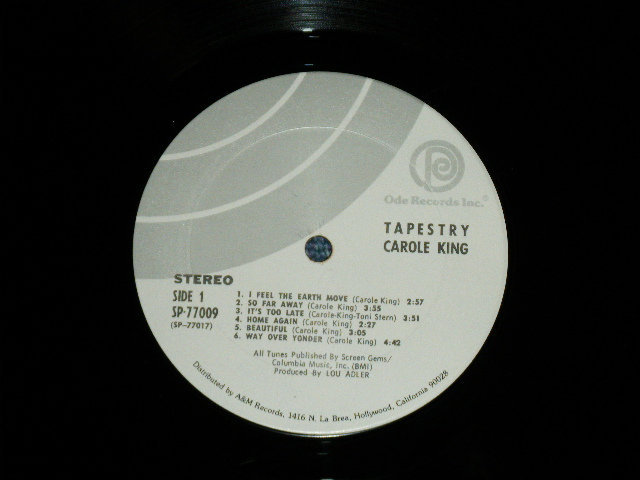 Ode Records Inc.®
TAPESTRY
CAROLE KING
STEREO
SIDE 1
SP-77009
(SP-77017)
1. I FEEL THE EARTH MOVE (Carole King) 2:57
2. SO FAR AWAY (Carole King) 3:55
3. IT'S TOO LATE (Carole-King-Toni Stern) 3:51
4. HOME AGAIN (Carole King) 2:27
5. BEAUTIFUL (Carole King) 3:05
6. WAY OVER YONDER (Carole King) 4:42
All Tunes Published By Screen Gems/
Columbia Music, Inc. (BMI)
Produced By LOU ADLER
Distributed by A&M Records, 1416 N. La Brea, Hollywood, California 90028